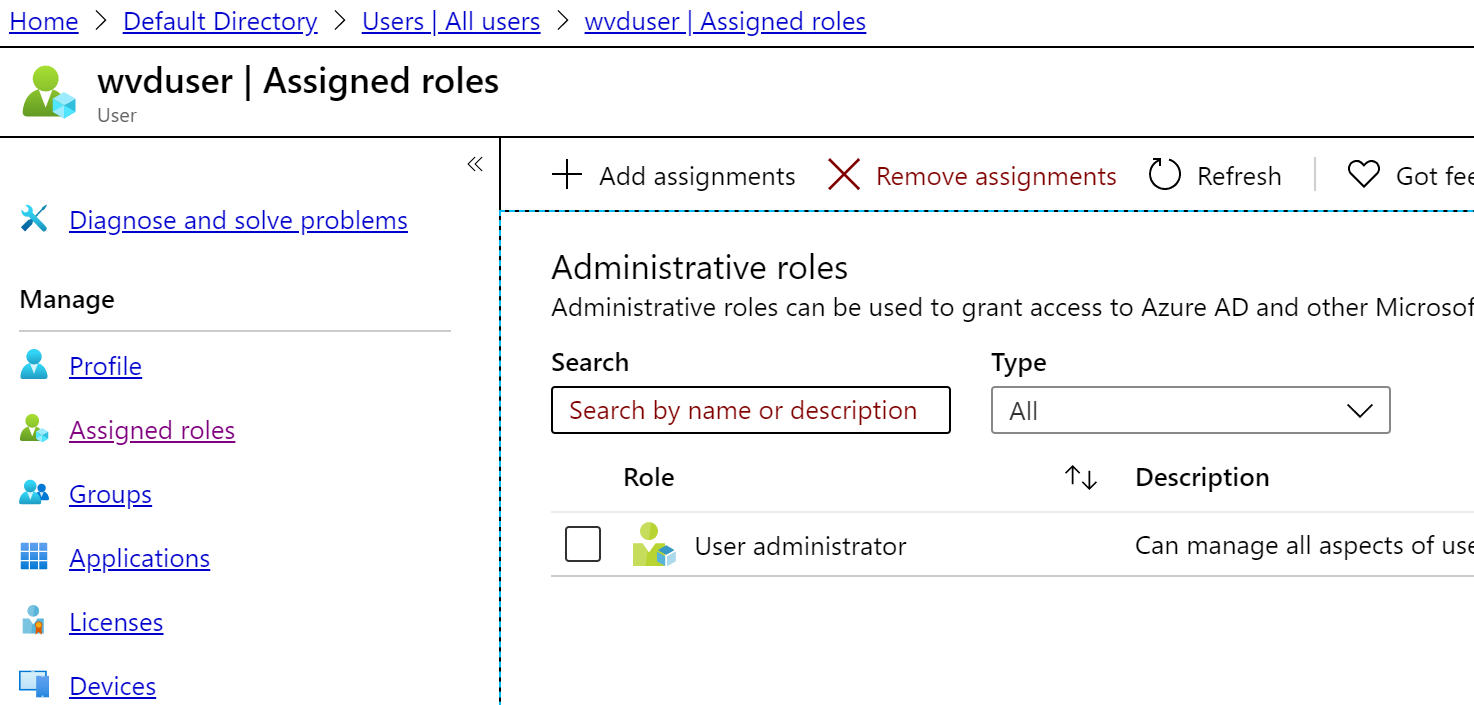 Home > Default Directory > Users | All users > wvduser | Assigned roles
wvduser | Assigned roles
User
«
Diagnose and solve problems
Manage
Profile
Assigned roles
Groups
Applications
Licenses
Devices
Add assignments Remove assignments Refresh Got
Administrative roles
Administrative roles can be used to grant access to Azure AD and other
Search Type
Search by name or description All
Role Description
User administrator Can manage all aspects of